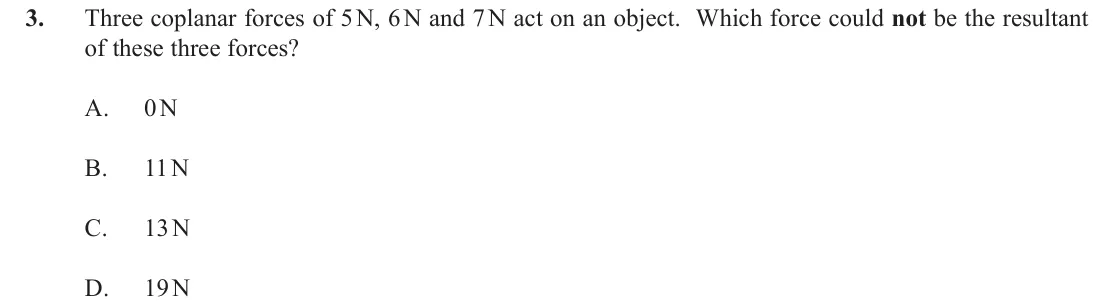 3. Three coplanar forces of 5 N, 6 N and 7 N act on an object. Which force could not be the resultant
of these three forces?
A. 0 N
B. 11 N
C. 13 N
D. 19 N